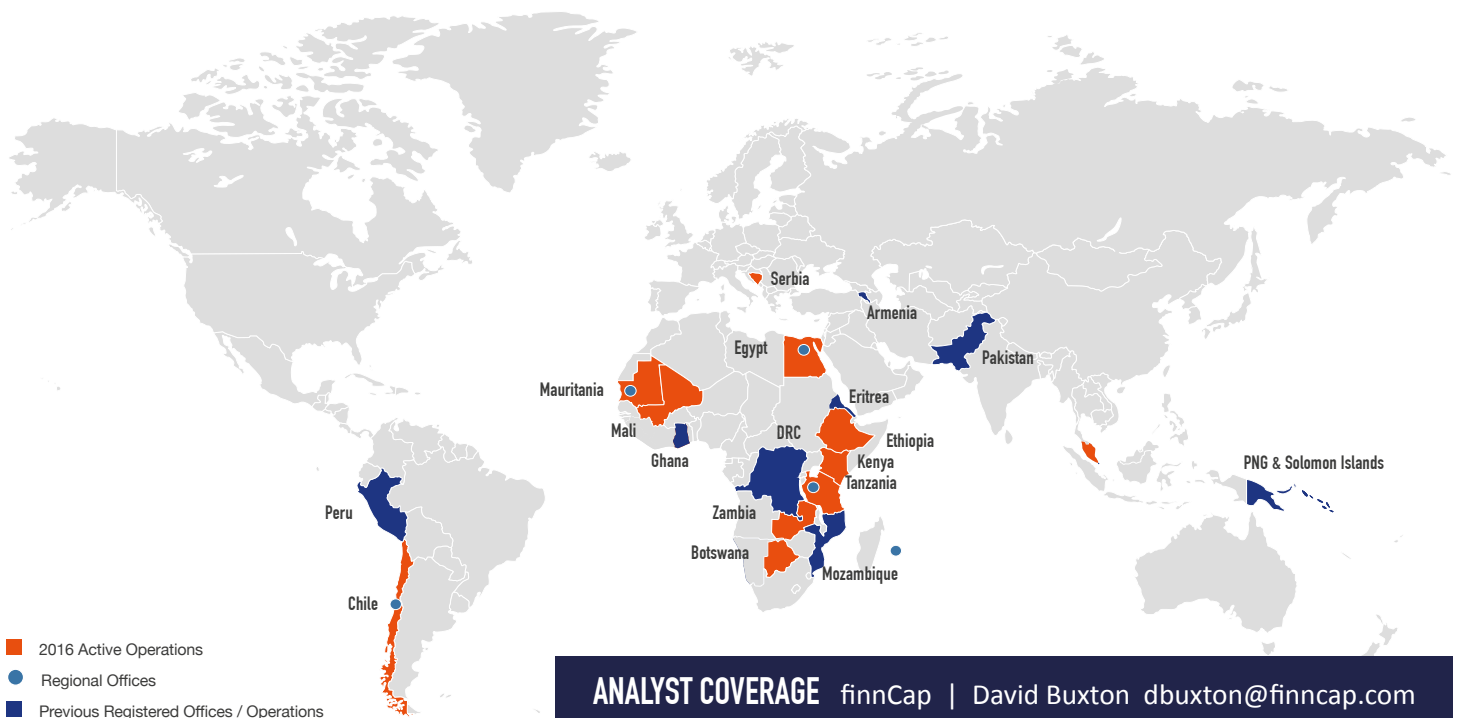 Serbia
Armenia
Egypt
Pakistan
Mauritania
Eritrea
Mali
DRC
Ethiopia
Ghana
Kenya
PNG & Solomon Islands
Tanzania
Peru
Zambia
Botswana
Mozambique
Chile
2016 Active Operations
Regional Offices
Previous Registered Offices / Operations
ANALYST COVERAGE finnCap | David Buxton dbuxton@finncap.com